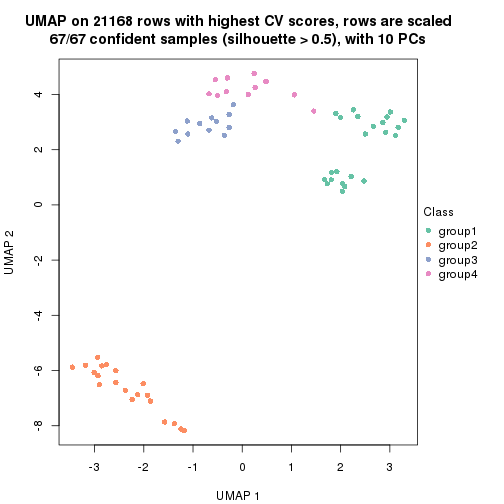 UMAP on 21168 rows with highest CV scores, rows are scaled
67/67 confident samples (silhouette > 0.5), with 10 PCs
4
2
0
-2
-4
-6
-8
UMAP 2
-3
-2
-1
0
1
2
3
UMAP 1
Class
group1
group2
group3
group4